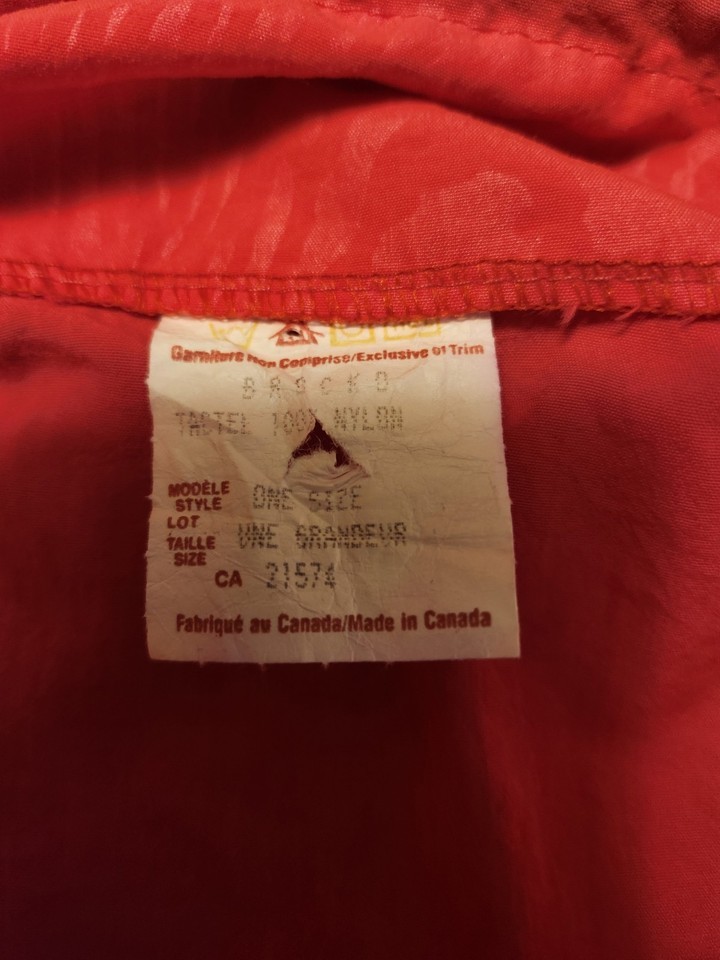 Garniture Non Comprise/Exclusive of Trim
TACTEL 100% NYLON
MODÈLE
STYLE
ONE SIZE
LOT
TAILLE
SIZE
UNE GRANDEUR
CA 21574
Fabriqué au Canada/Made in Canada